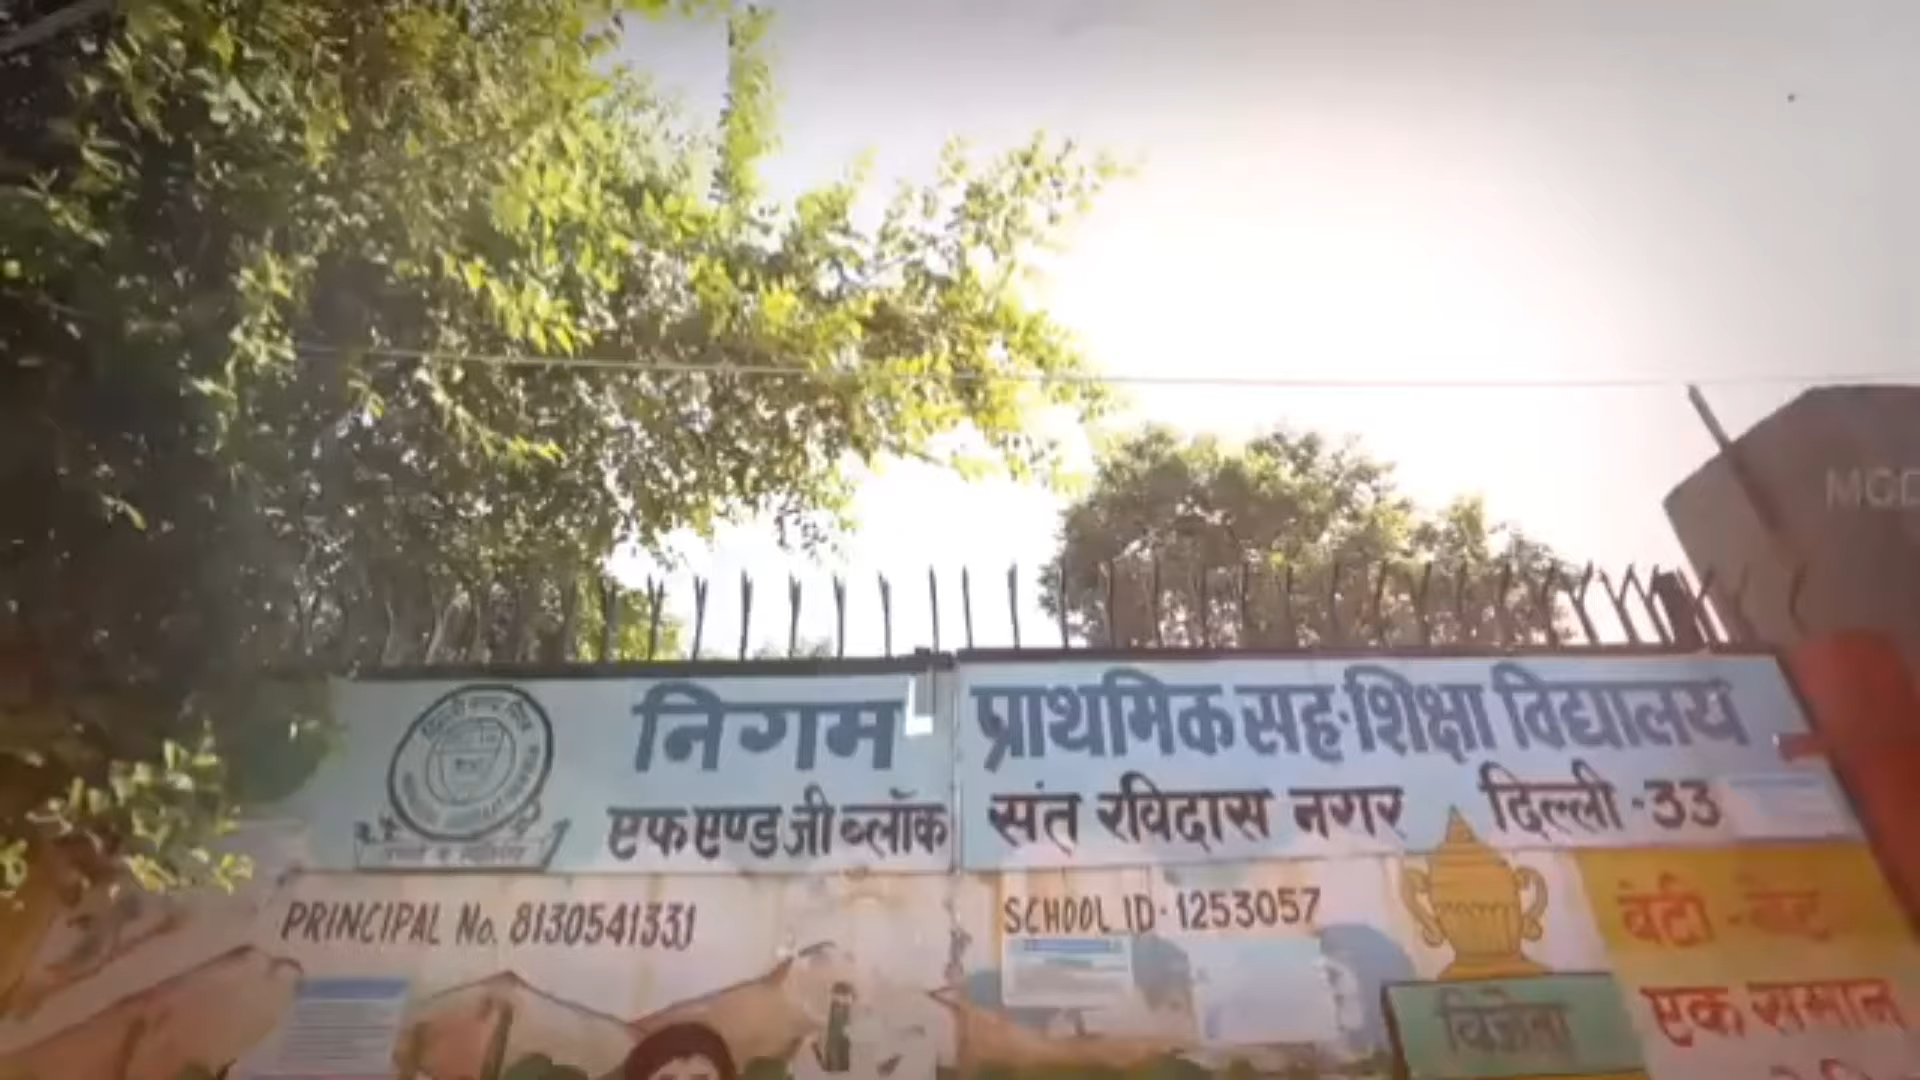 निगम प्राथमिक सह-शिक्षा विद्यालय
एफ एण्ड जी ब्लॉक संत रविदास नगर दिल्ली-33
PRINCIPAL No. 8130541331
SCHOOL ID-1253057
बेटी - बेटा
एक समान
विजेता
MGD